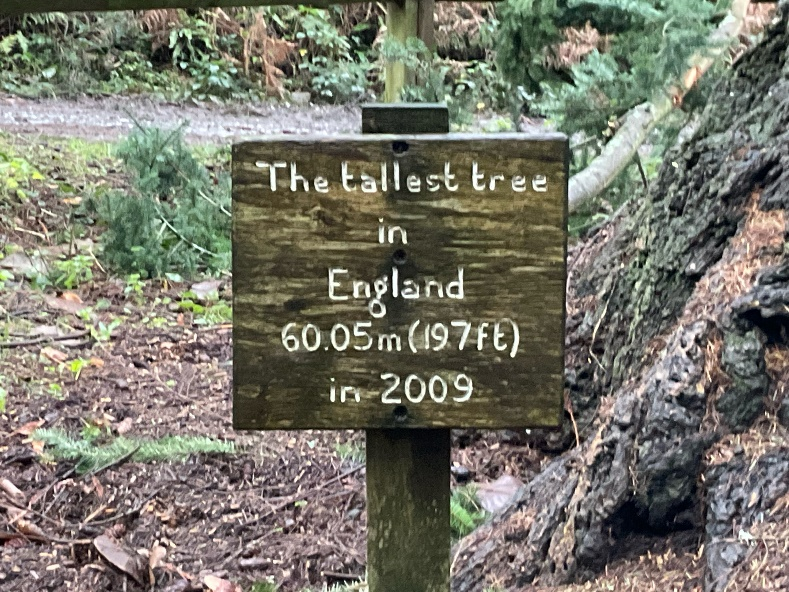 The tallest tree
in
England
60.05m (197ft)
in 2009